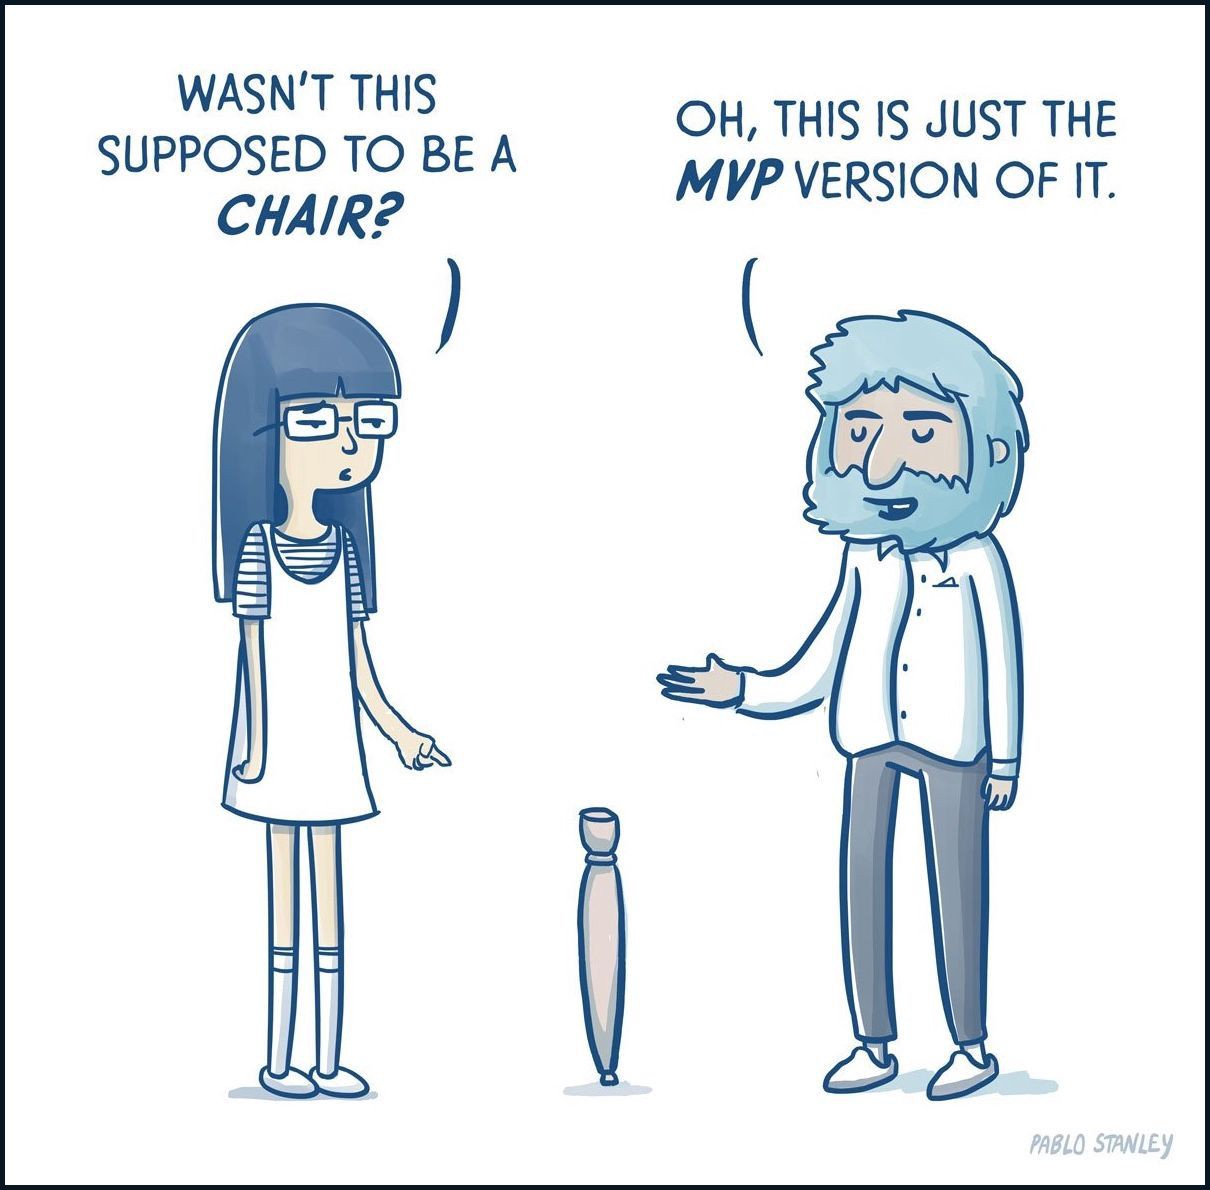 WASN'T THIS
SUPPOSED TO BE A
CHAIR?
OH, THIS IS JUST THE
MVP VERSION OF IT.
PABLO STANLEY